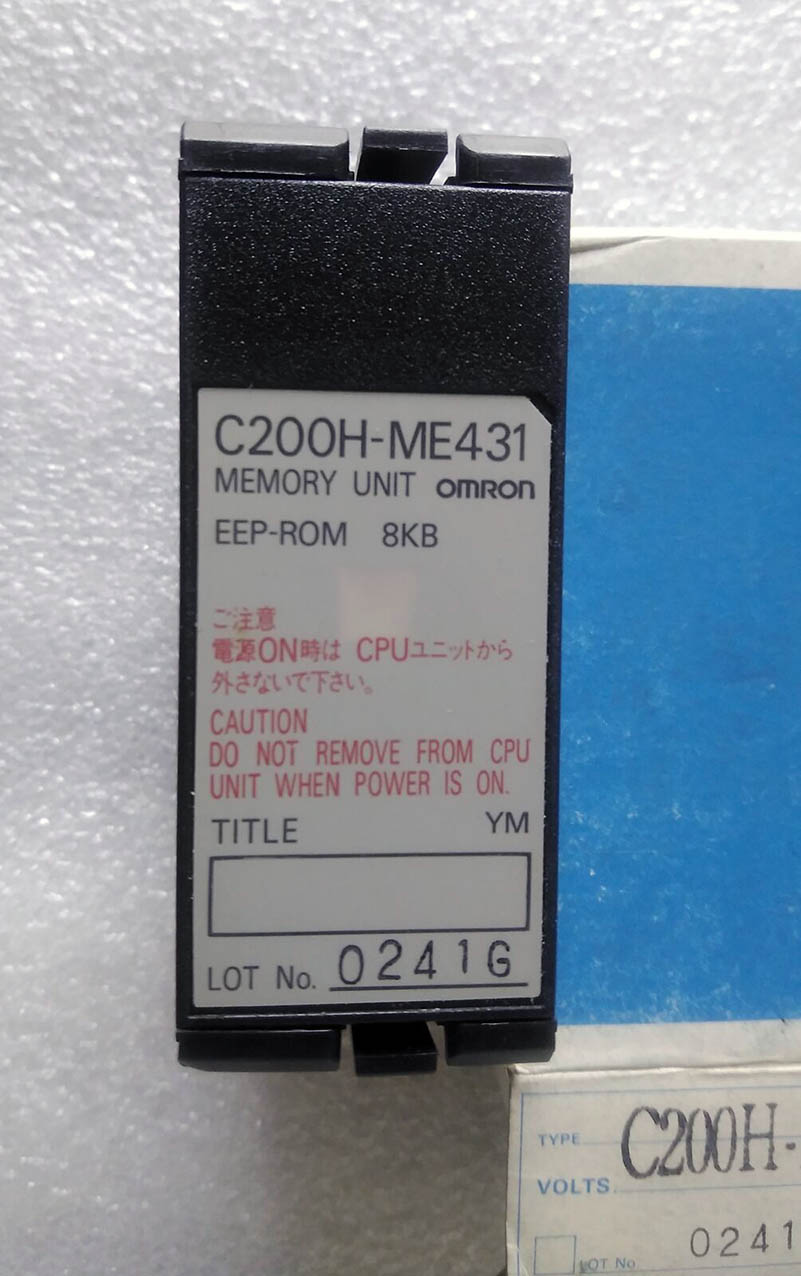 C200H-ME431
MEMORY UNIT OMRON
EEP-ROM 8KB
ご注意
電源ON時は CPUユニットから
外さないで下さい。
CAUTION
DO NOT REMOVE FROM CPU
UNIT WHEN POWER IS ON.
TITLE YM
LOT No. 0241G
TYPE C200H-
VOLTS.
LOT No 0241